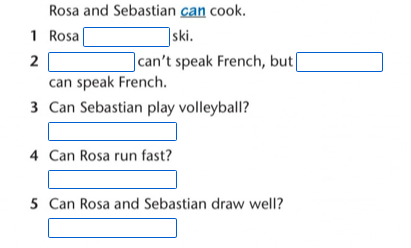 Rosa and Sebastian can cook.
1 Rosa ski.
2 can't speak French, but
can speak French.
3 Can Sebastian play volleyball?
4 Can Rosa run fast?
5 Can Rosa and Sebastian draw well?